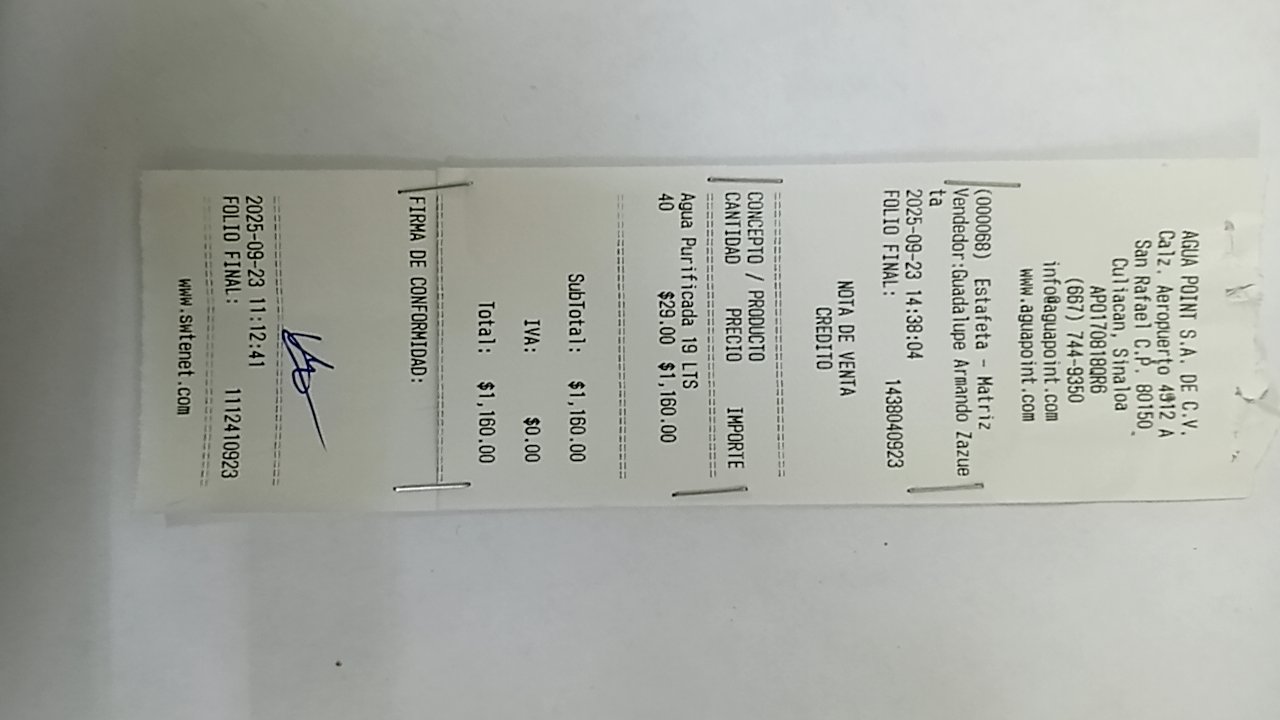 AGUA POINT S.A. DE C.V.
Calz. Aeropuerto 4912 A
San Rafael C.P. 80150
Culiacan, Sinaloa
APO170818QR6
(667) 744-9350
info@aguapoint.com
www.aguapoint.com
(000068) Estafeta - Matriz
Vendedor:Guadalupe Armando Zazue
ta
2025-09-23 14:38:04
FOLIO FINAL: 1438040923
NOTA DE VENTA
CREDITO
CONCEPTO / PRODUCTO
CANTIDAD PRECIO IMPORTE
Agua Purificada 19 LTS
40 $29.00 $1,160.00
SubTotal: $1,160.00
IVA: $0.00
Total: $1,160.00
FIRMA DE CONFORMIDAD:
2025-09-23 11:12:41
FOLIO FINAL: 1112410923
www.swtenet.com